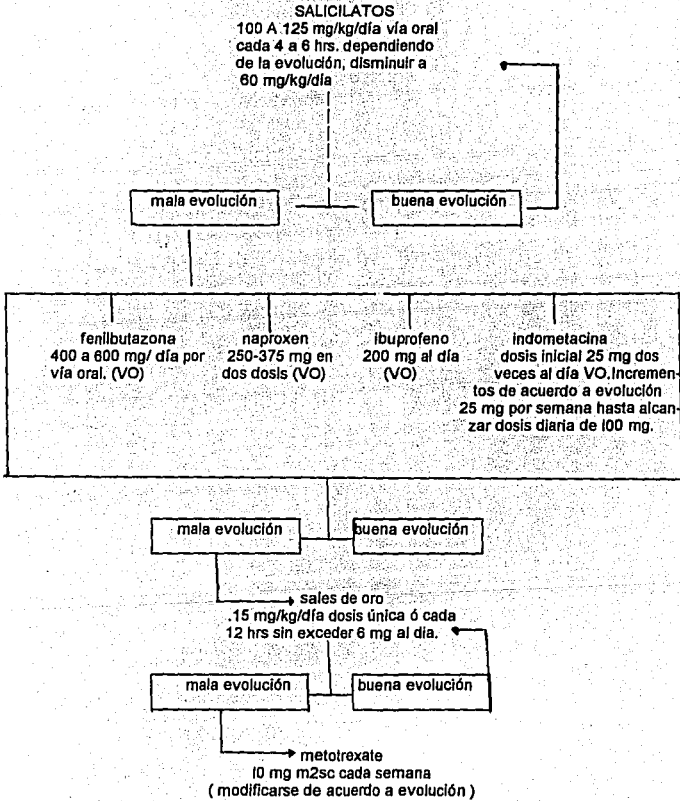 SALICILATOS
100 A 125 mg/kg/día vía oral
cada 4 a 6 hrs. dependiendo
de la evolución, disminuir a
60 mg/kg/día
mala evolución
buena evolución
fenilbutazona
400 a 600 mg/ día por
vía oral. (VO)
naproxen
250-375 mg en
dos dosis (VO)
ibuprofeno
200 mg al día
(VO)
indometacina
dosis inicial 25 mg dos
veces al día VO.Incremen-
tos de acuerdo a evolución
25 mg por semana hasta alcan-
zar dosis diaria de l00 mg.
mala evolución
buena evolución
sales de oro
.15 mg/kg/día dosis única ó cada
12 hrs sin exceder 6 mg al dia.
mala evolución
buena evolución
metotrexate
l0 mg m2sc cada semana
( modificarse de acuerdo a evolución )